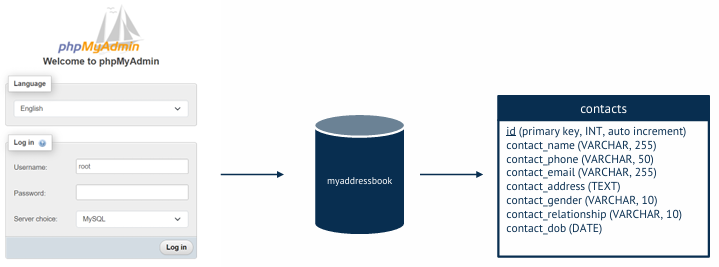 phpMyAdmin
Welcome to phpMyAdmin
Language
English
Log in
Username:
root
Password:
Server choice:
MySQL
Log in
myaddressbook
contacts
id (primary key, INT, auto increment)
contact_name (VARCHAR, 255)
contact_phone (VARCHAR, 50)
contact_email (VARCHAR, 255)
contact_address (TEXT)
contact_gender (VARCHAR, 10)
contact_relationship (VARCHAR, 10)
contact_dob (DATE)